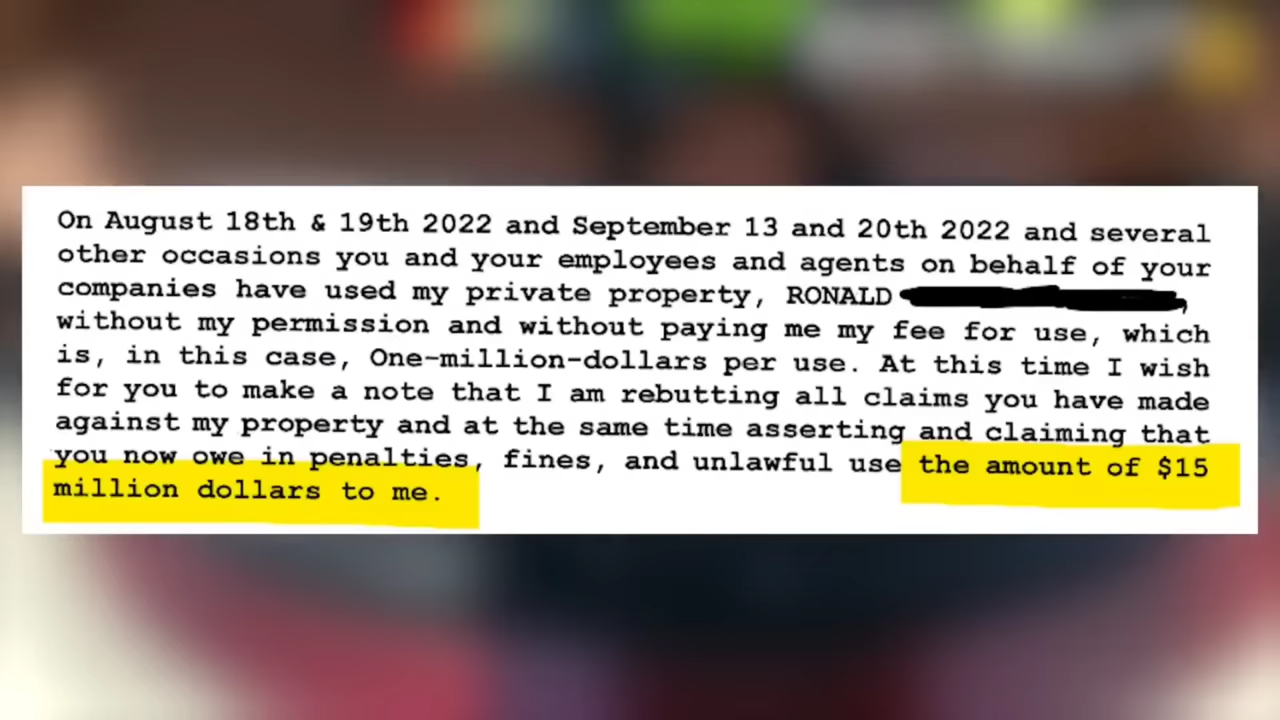 On August 18th & 19th 2022 and September 13 and 20th 2022 and several
other occasions you and your employees and agents on behalf of your
companies have used my private property, RONALD
without my permission and without paying me my fee for use, which
is, in this case, One-million-dollars per use. At this time I wish
for you to make a note that I am rebutting all claims you have made
against my property and at the same time asserting and claiming that
you now owe in penalties, fines, and unlawful use the amount of $15
million dollars to me.